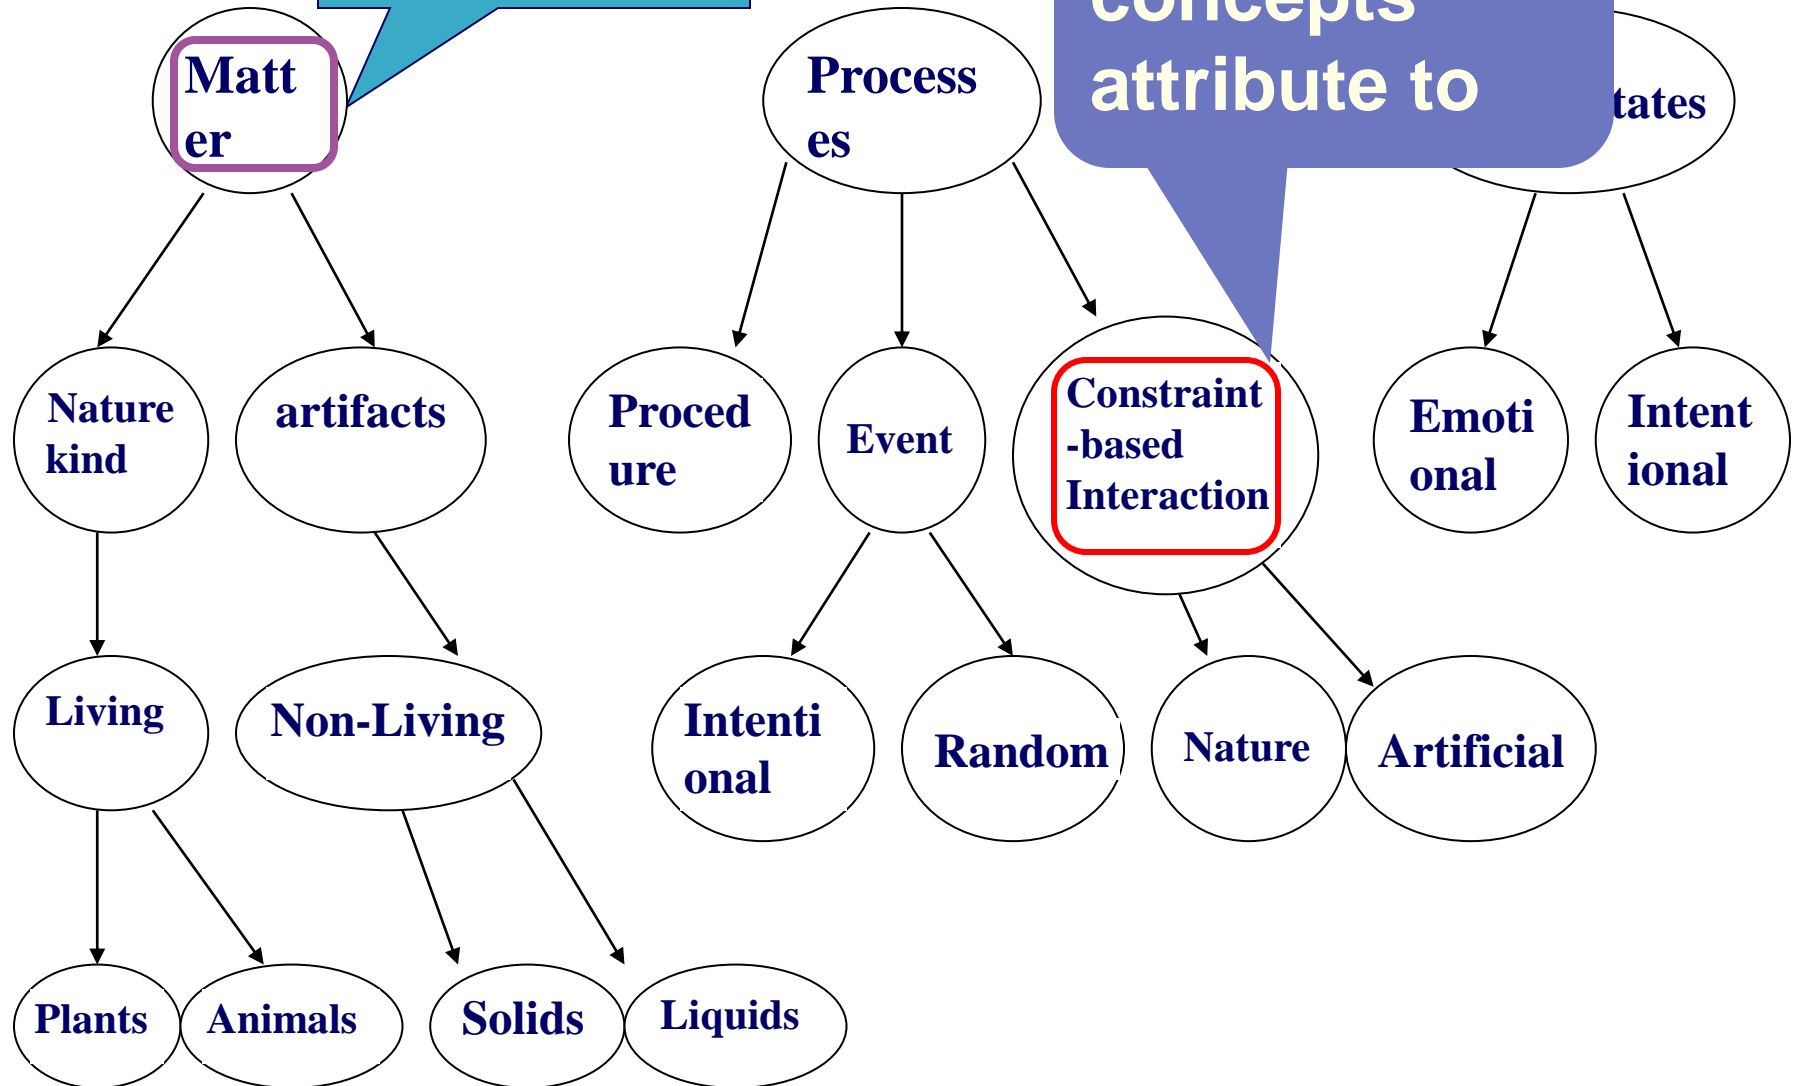 concepts
attribute to
Matt
er
Process
es
tates
Nature
kind
artifacts
Proced
ure
Event
Constraint
-based
Interaction
Emoti
onal
Intent
ional
Living
Non-Living
Intenti
onal
Random
Nature
Artificial
Plants
Animals
Solids
Liquids